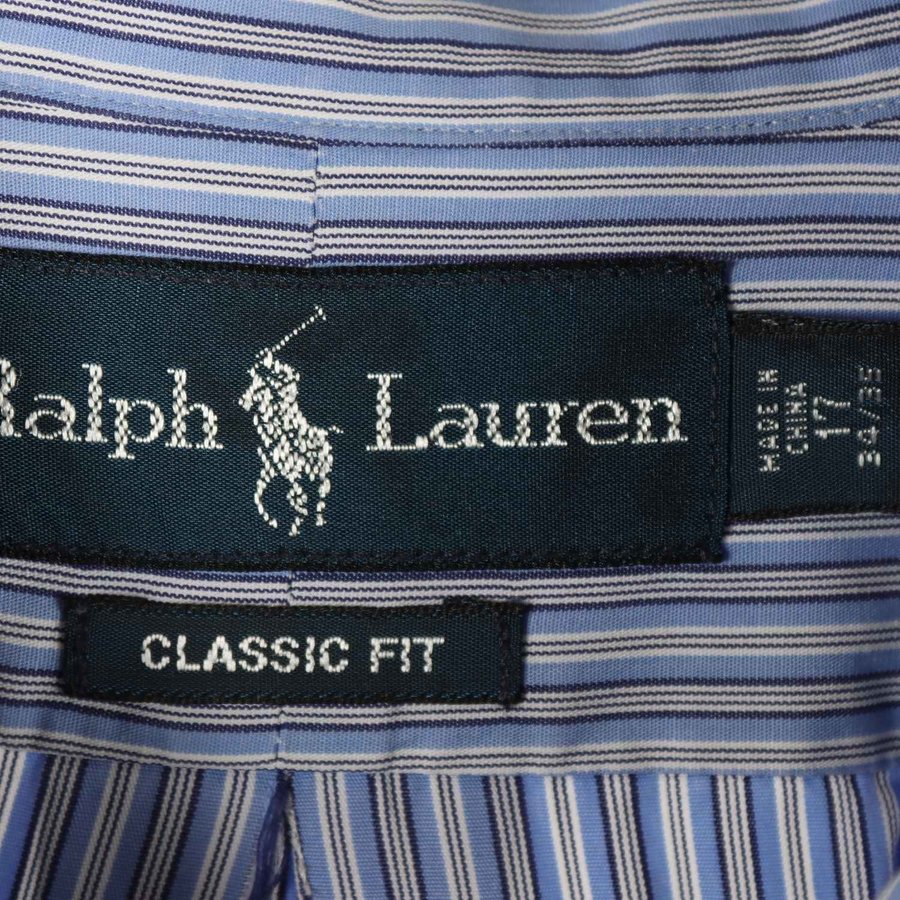 Ralph Lauren
MADE IN
CHINA
17
34/35
CLASSIC FIT